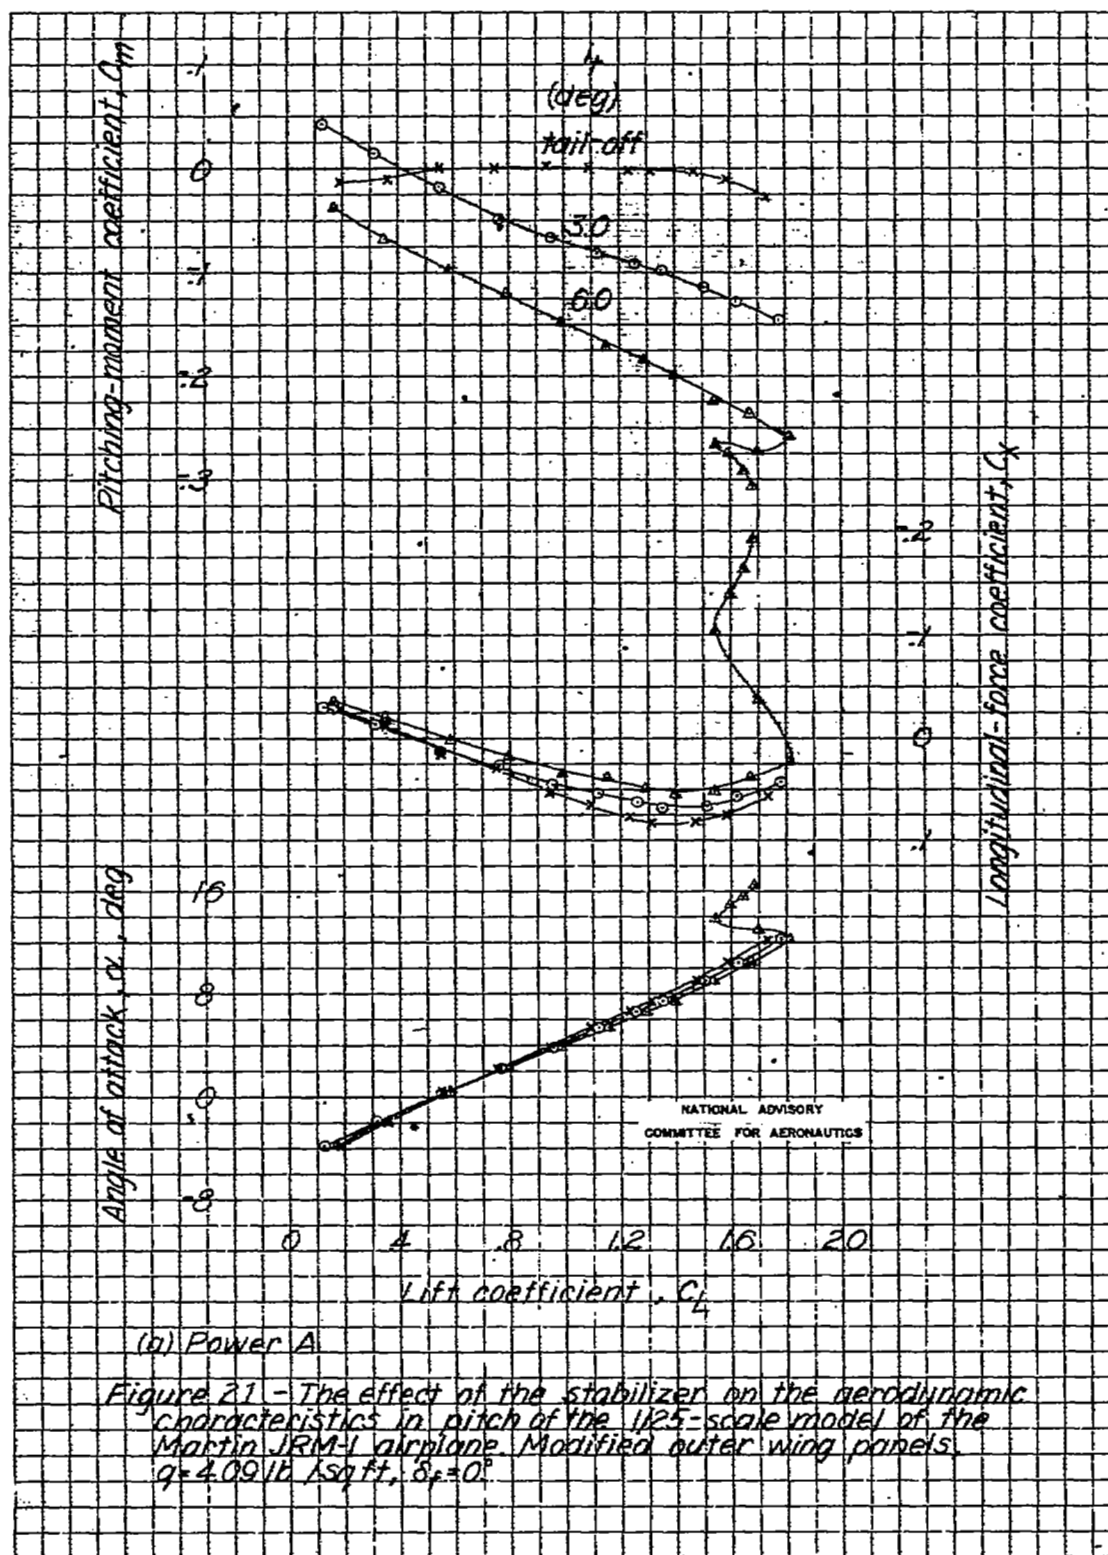 Pitching-moment coefficient, Cm
.1
0
-.1
-.2
-.3
(deg)
tail-off
3.0
6.0
Longitudinal-force coefficient, Cx
-.2
-.1
0
.1
Angle of attack, α, deg
16
8
0
-8
NATIONAL ADVISORY
COMMITTEE FOR AERONAUTICS
0 .4 .8 1.2 1.6 2.0
Lift coefficient, CL
(a) Power A
Figure 21.- The effect of the stabilizer on the aerodynamic
characteristics in pitch of the 1/25-scale model of the
Martin JRM-1 airplane. Modified outer wing panels.
q=4.09 lb/sq ft, δf=0°